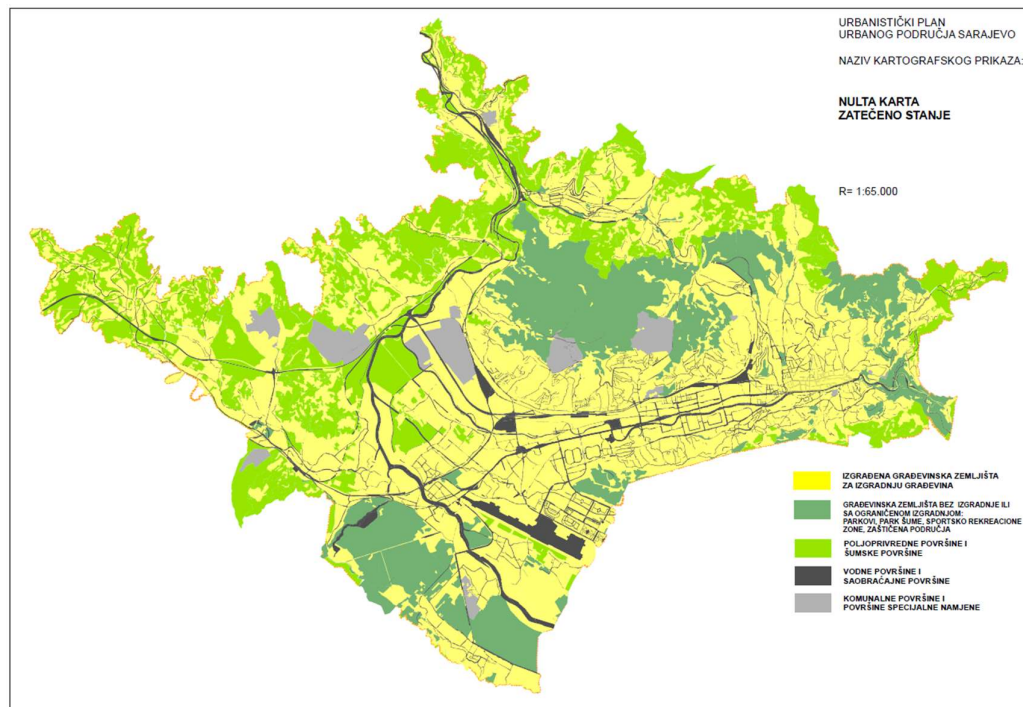 URBANISTIČKI PLAN
URBANOG PODRUČJA SARAJEVO
NAZIV KARTOGRAFSKOG PRIKAZA:
NULTA KARTA
ZATEČENO STANJE
R= 1:65.000
IZGRAĐENA GRAĐEVINSKA ZEMLJIŠTA
ZA IZGRADNJU GRAĐEVINA
GRAĐEVINSKA ZEMLJIŠTA BEZ IZGRADNJE ILI
SA OGRANIČENOM IZGRADNJOM:
PARKOVI, PARK ŠUME, SPORTSKO REKREACIONE
ZONE, ZAŠTIĆENA PODRUČJA
POLJOPRIVREDNE POVRŠINE I
ŠUMSKE POVRŠINE
VODNE POVRŠINE I
SAOBRAĆAJNE POVRŠINE
KOMUNALNE POVRŠINE I
POVRŠINE SPECIJALNE NAMJENE